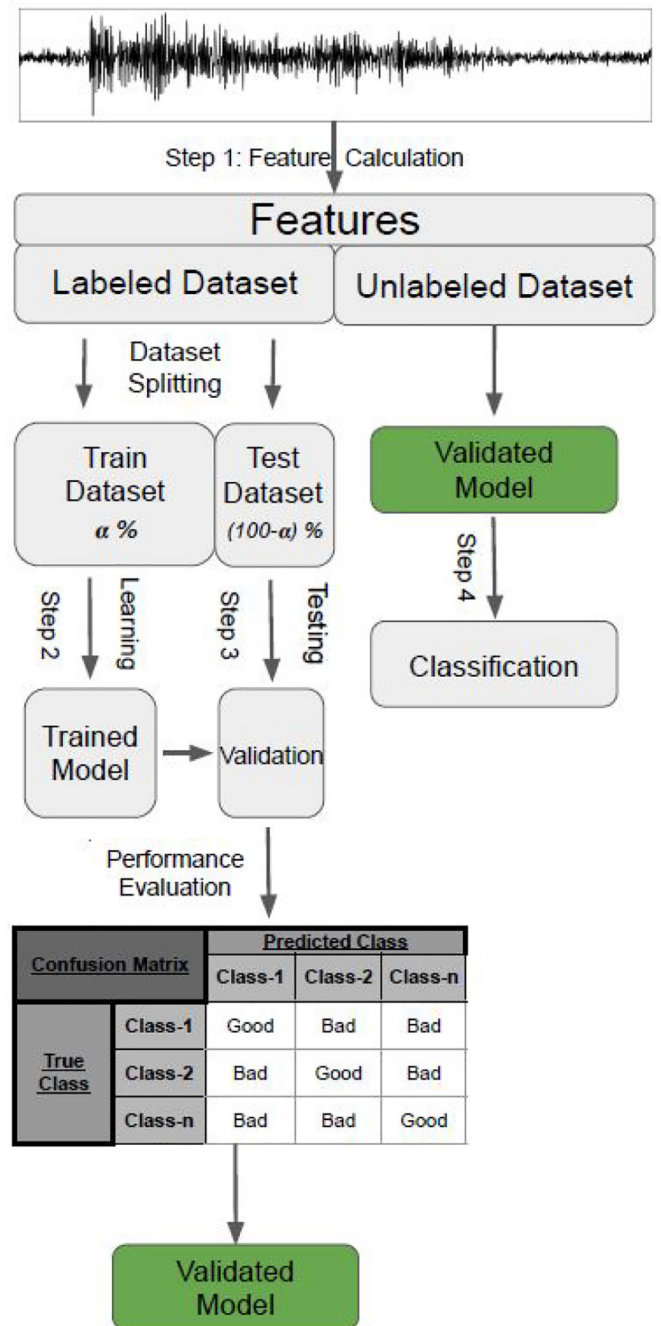 Step 1: Feature Calculation
Features
Labeled Dataset
Unlabeled Dataset
Dataset
Splitting
Train
Dataset
α %
Test
Dataset
(100-α) %
Validated
Model
Step 2
Learning
Step 3
Testing
Step 4
Classification
Trained
Model
Validation
Performance
Evaluation
Confusion Matrix
Predicted Class
Class-1 Class-2 Class-n
True
Class
Class-1 Good Bad Bad
Class-2 Bad Good Bad
Class-n Bad Bad Good
Validated
Model